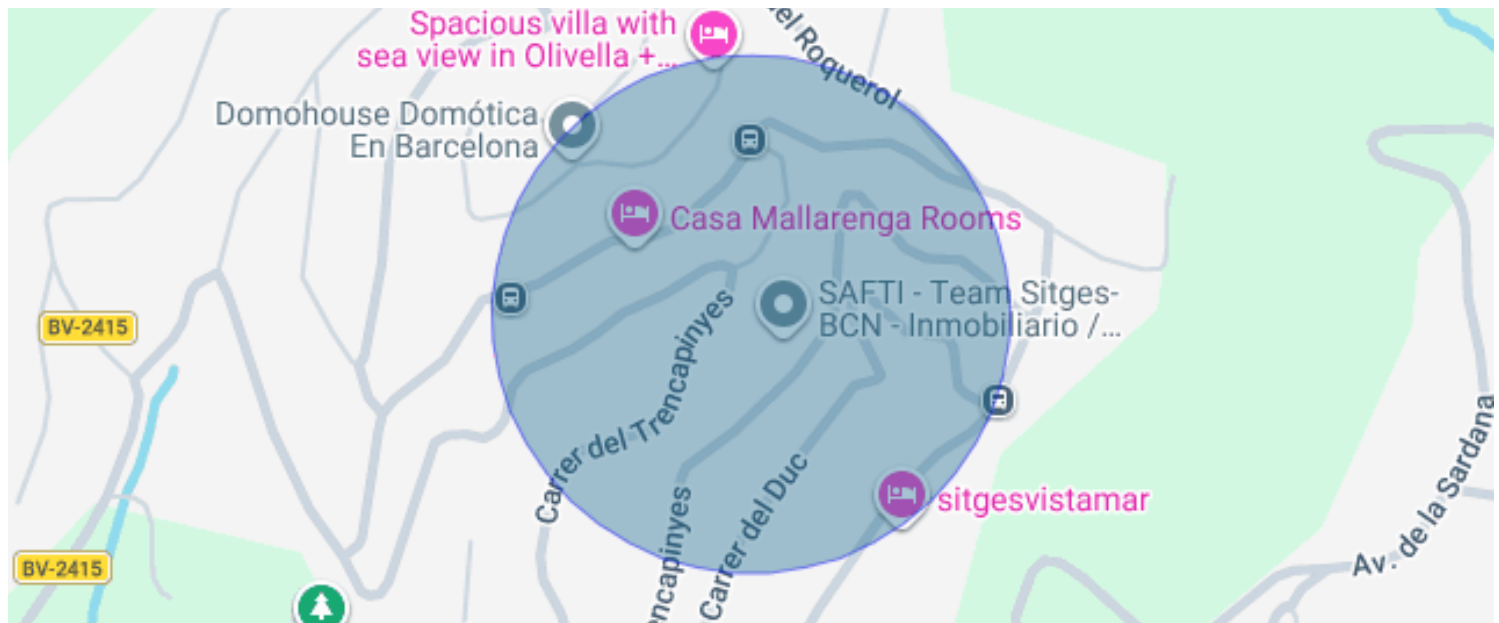 Spacious villa with
sea view in Olivella +...
del Roquerol
Domohouse Domótica
En Barcelona
Casa Mallarenga Rooms
SAFTI - Team Sitges-
BCN - Inmobiliario /...
BV-2415
Carrer del Trencapinyes
encapinyes
Carrer del Duc
sitgesvistamar
Av. de la Sardana
BV-2415